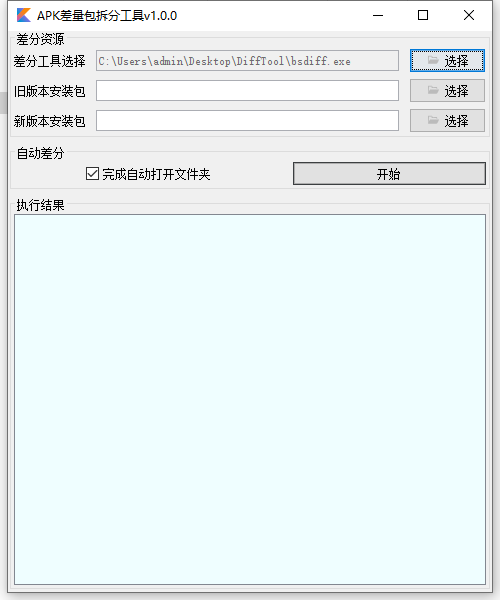 APK差量包拆分工具v1.0.0
差分资源
差分工具选择 C:\Users\admin\Desktop\DiffTool\bsdiff.exe 选择
旧版本安装包 选择
新版本安装包 选择
自动差分
完成自动打开文件夹 开始
执行结果